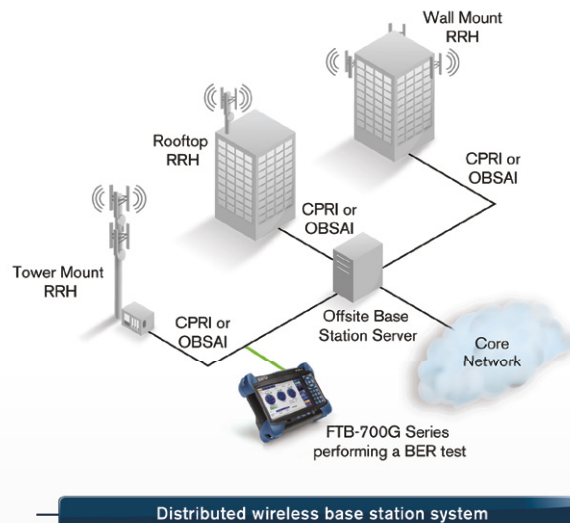 Wall Mount
RRH
Rooftop
RRH
CPRI or
OBSAI
CPRI or
OBSAI
Tower Mount
RRH
CPRI or
OBSAI
Offsite Base
Station Server
Core
Network
FTB-700G Series
performing a BER test
Distributed wireless base station system